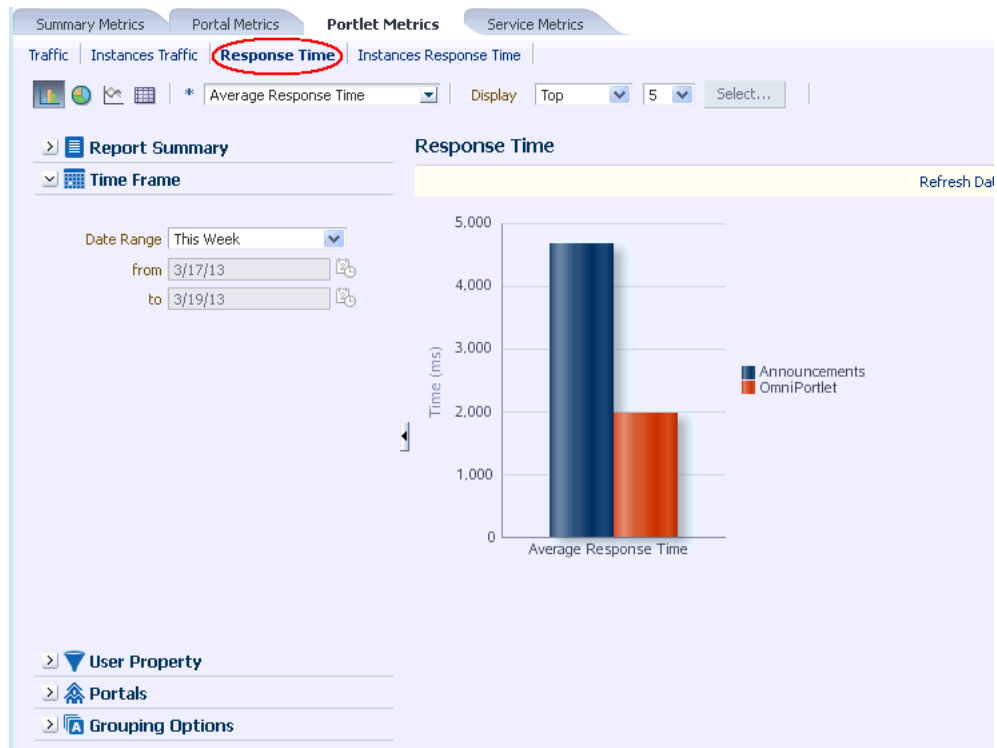 Summary Metrics Portal Metrics Portlet Metrics Service Metrics
Traffic Instances Traffic Response Time Instances Response Time
* Average Response Time Display Top 5 Select...
Report Summary
Time Frame
Date Range This Week
from 3/17/13
to 3/19/13
User Property
Portals
Grouping Options
Response Time
Refresh Dat
5,000
4,000
3,000
2,000
1,000
0
Time (ms)
Average Response Time
Announcements
OmniPortlet